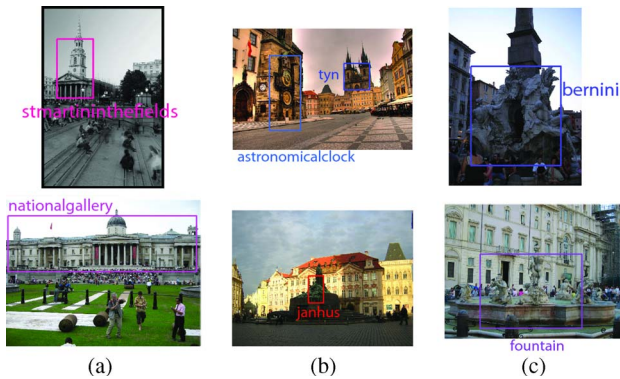 stmartininthefields
tyn
astronomicalclock
bernini
nationalgallery
janhus
fountain
(a)
(b)
(c)